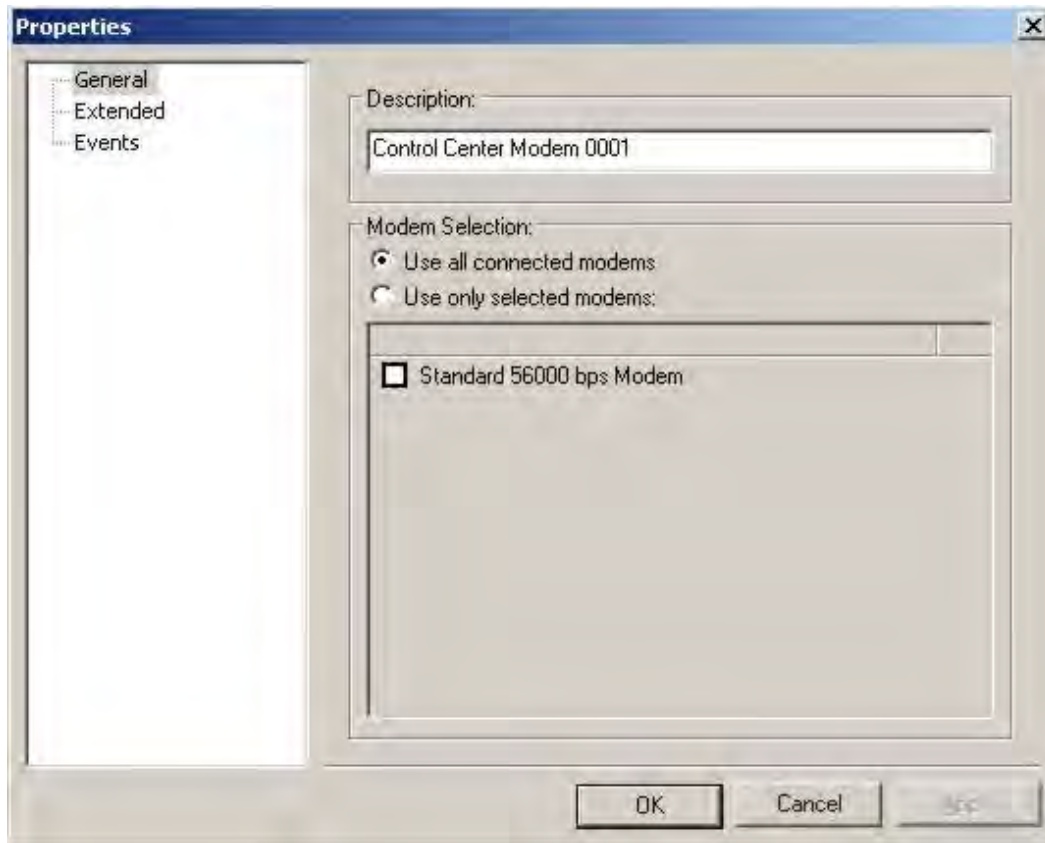 Properties
General
Extended
Events
Description:
Control Center Modem 0001
Modem Selection:
Use all connected modems
Use only selected modems:
Standard 56000 bps Modem
OK
Cancel